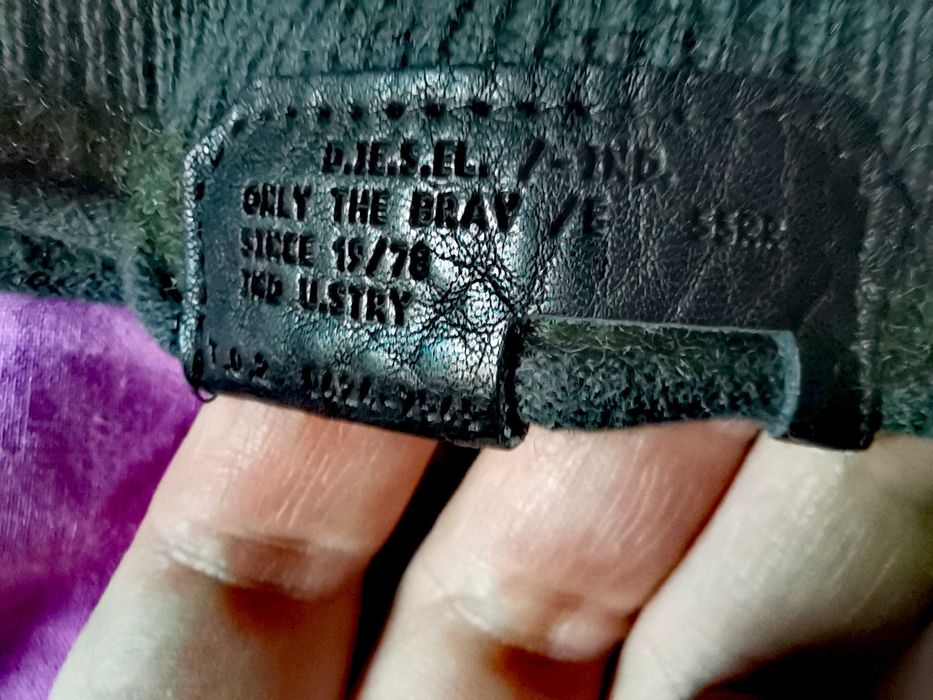 D.IE.S.EL. /-IND.
ONLY THE BRAV /E
SINCE 19/78
IND U.STRY